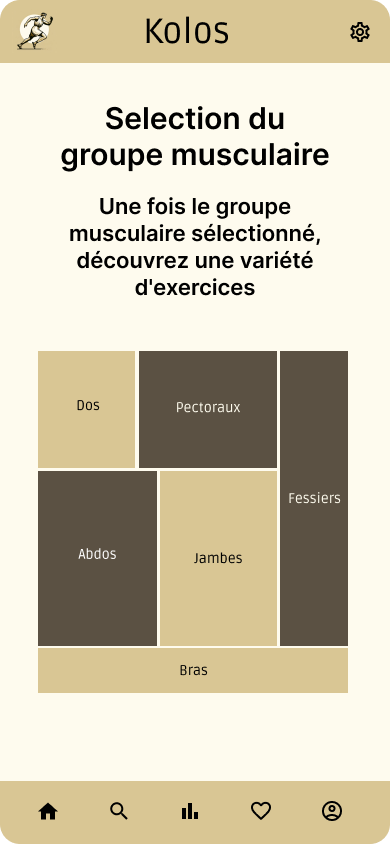 Kolos
Selection du
groupe musculaire
Une fois le groupe
musculaire sélectionné,
découvrez une variété
d'exercices
Dos
Pectoraux
Fessiers
Abdos
Jambes
Bras